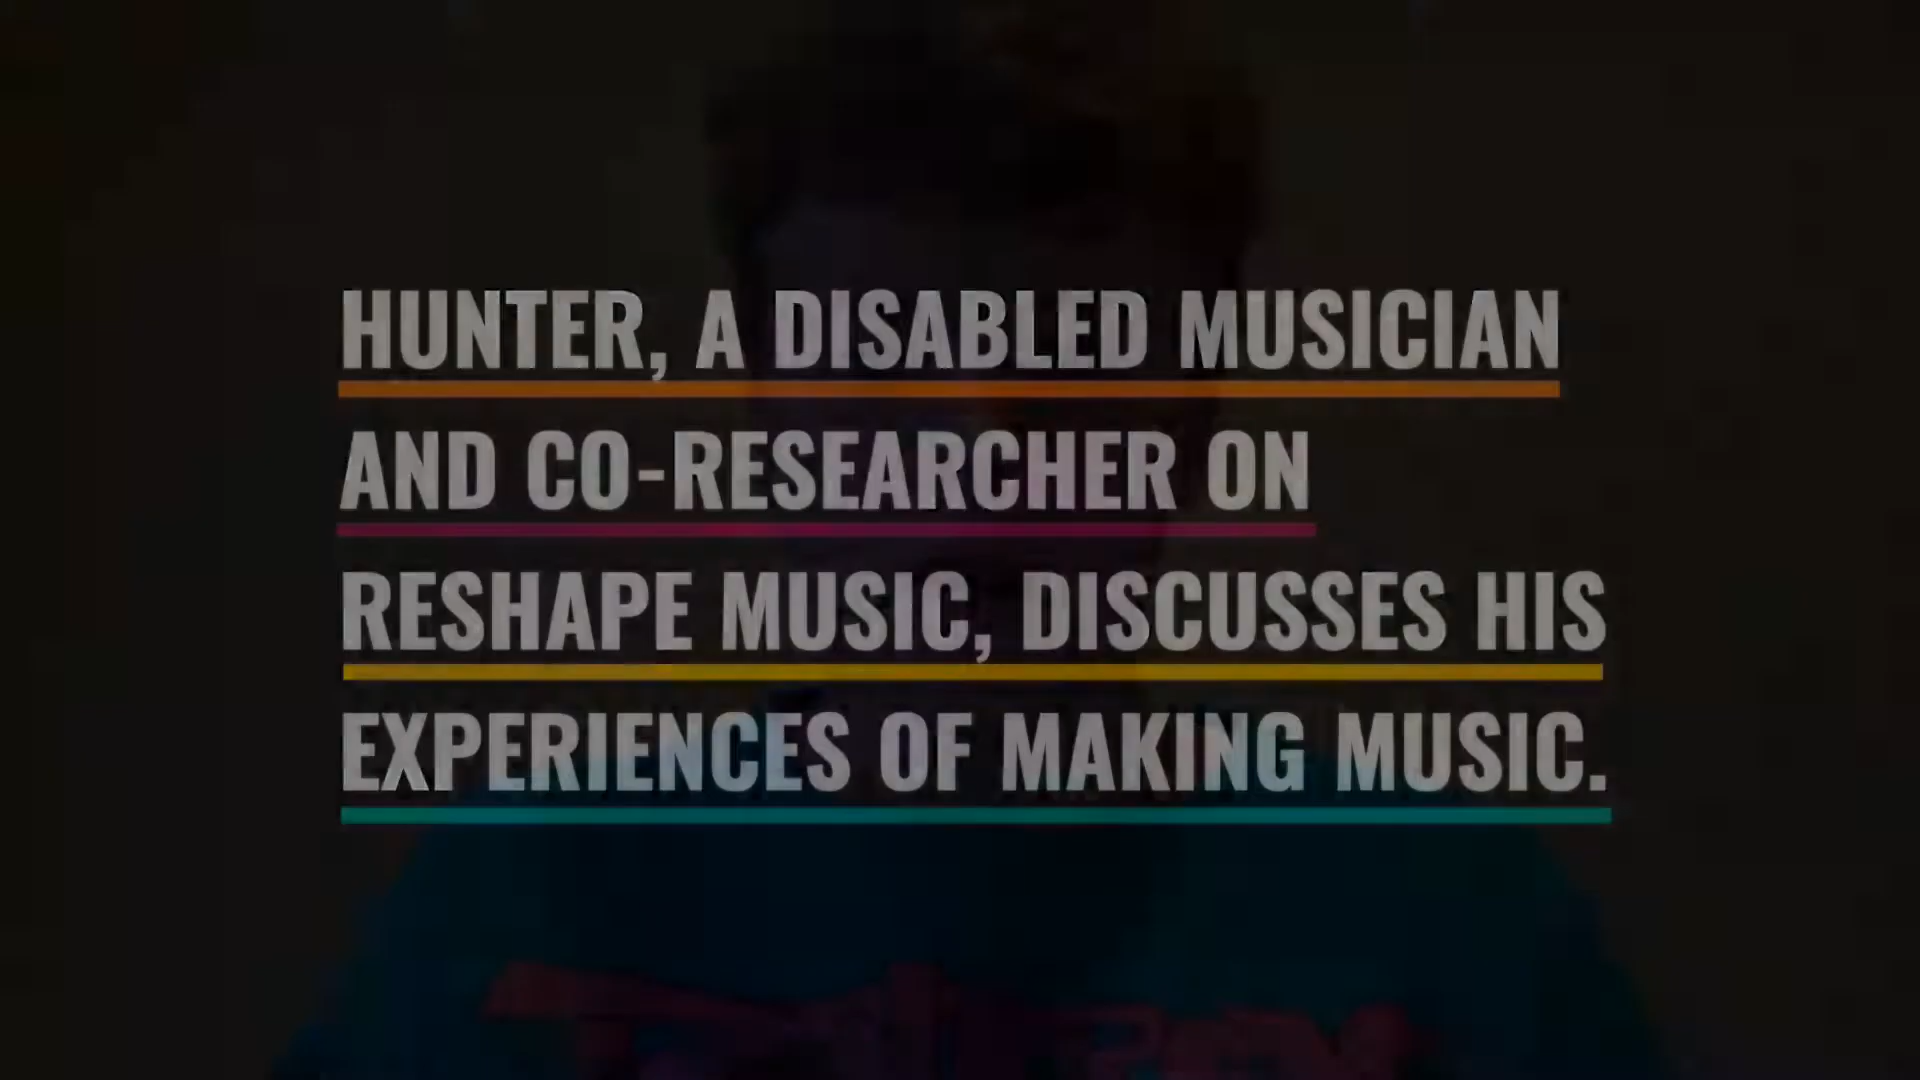 HUNTER, A DISABLED MUSICIAN
AND CO-RESEARCHER ON
RESHAPE MUSIC, DISCUSSES HIS
EXPERIENCES OF MAKING MUSIC.